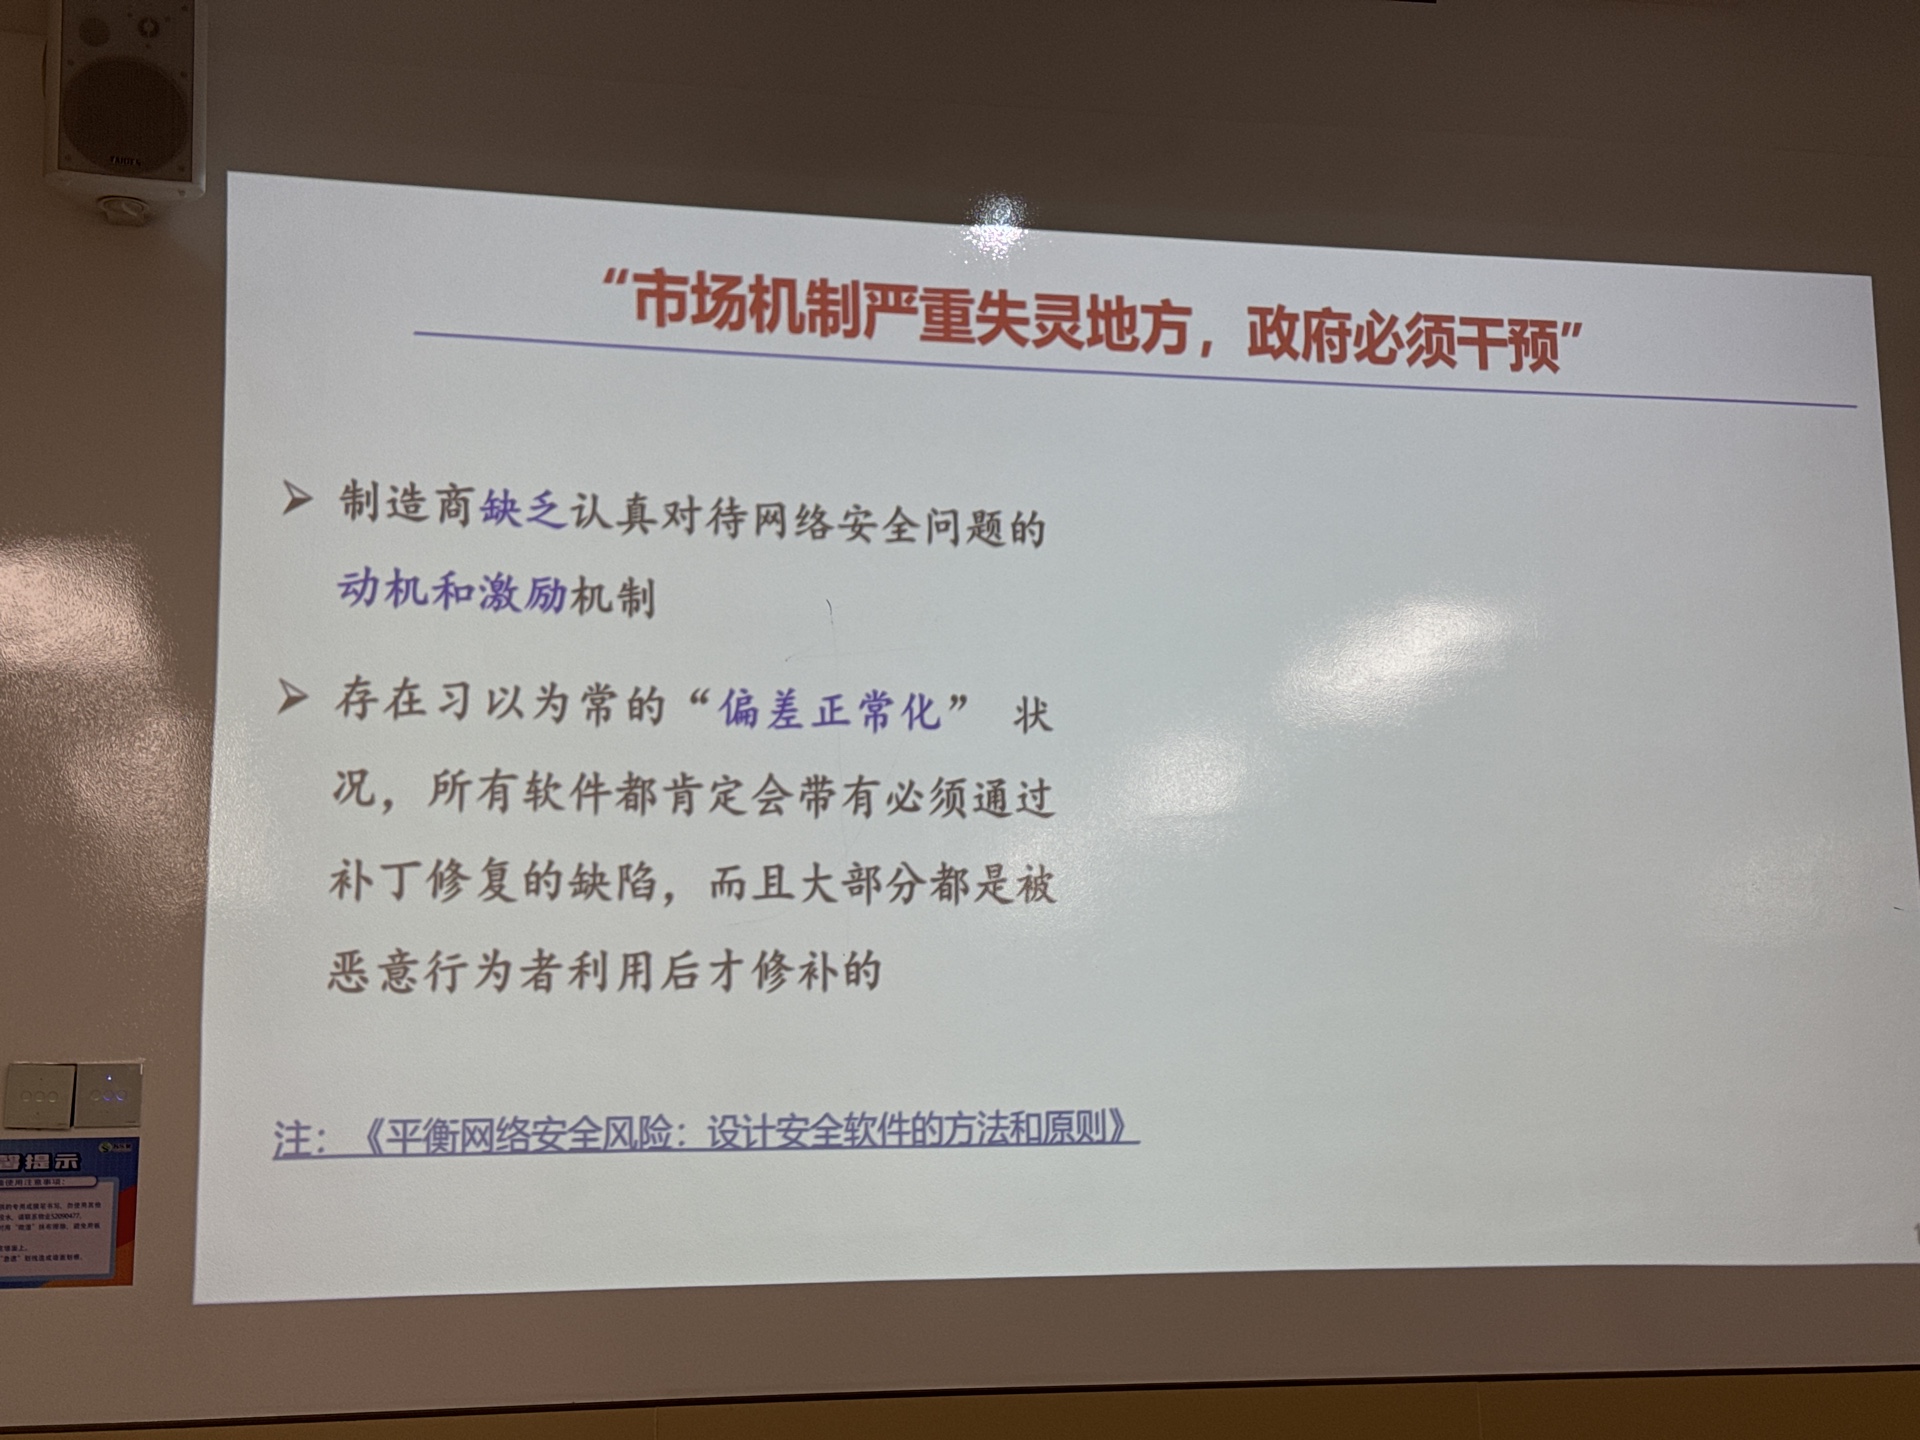 “市场机制严重失灵地方，政府必须干预”
➢ 制造商缺乏认真对待网络安全问题的
动机和激励机制
➢ 存在习以为常的“偏差正常化” 状
况，所有软件都肯定会带有必须通过
补丁修复的缺陷，而且大部分都是被
恶意行为者利用后才修补的
注：《平衡网络安全风险：设计安全软件的方法和原则》
提示
使用注意事项：